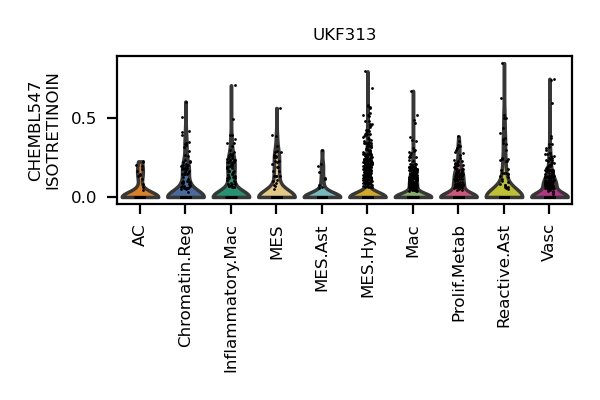 UKF313
CHEMBL547
ISOTRETINOIN
0.5
0.0
AC
Chromatin.Reg
Inflammatory.Mac
MES
MES.Ast
MES.Hyp
Mac
Prolif.Metab
Reactive.Ast
Vasc